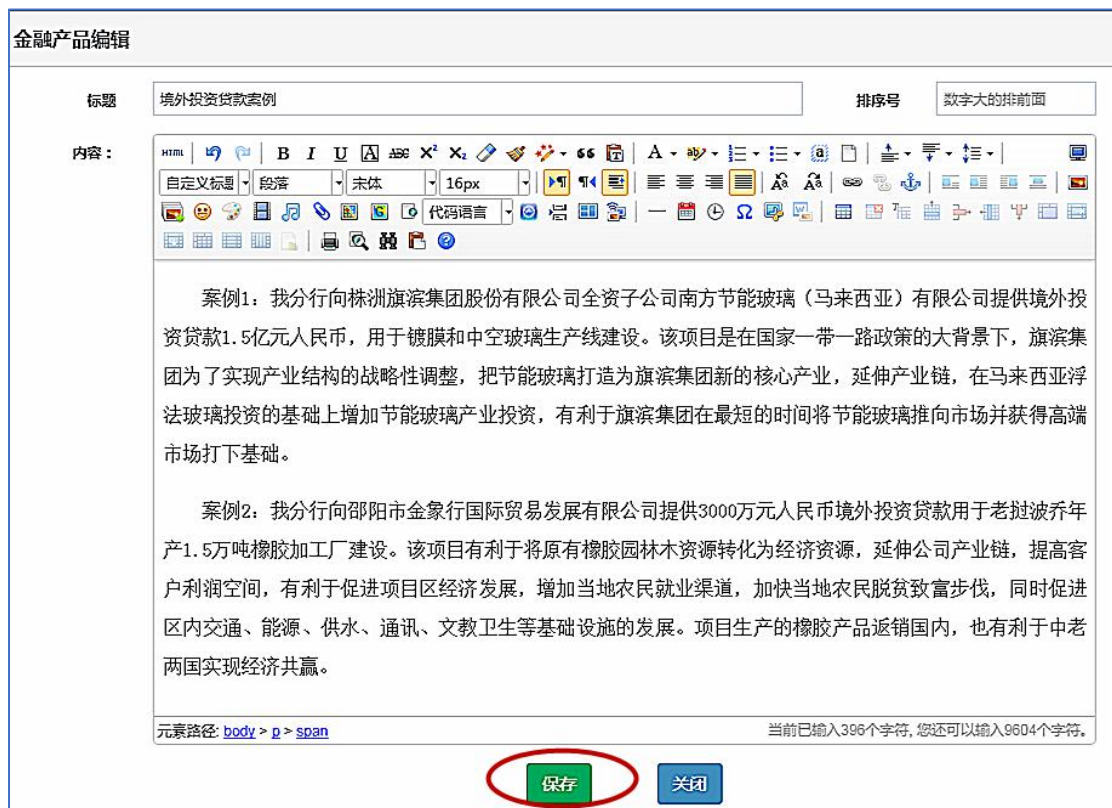 金融产品编辑
标题 境外投资贷款案例 排序号 数字大的排前面
内容：
HTML B I U A ABC X² X₂ 66 A ab
自定义标题 段落 宋体 16px
代码语言 Ω
案例1：我分行向株洲旗滨集团股份有限公司全资子公司南方节能玻璃（马来西亚）有限公司提供境外投
资贷款1.5亿元人民币，用于镀膜和中空玻璃生产线建设。该项目是在国家一带一路政策的大背景下，旗滨集
团为了实现产业结构的战略性调整，把节能玻璃打造为旗滨集团新的核心产业，延伸产业链，在马来西亚浮
法玻璃投资的基础上增加节能玻璃产业投资，有利于旗滨集团在最短的时间将节能玻璃推向市场并获得高端
市场打下基础。
案例2：我分行向邵阳市金象行国际贸易发展有限公司提供3000万元人民币境外投资贷款用于老挝波乔年
产1.5万吨橡胶加工厂建设。该项目有利于将原有橡胶园林木资源转化为经济资源，延伸公司产业链，提高客
户利润空间，有利于促进项目区经济发展，增加当地农民就业渠道，加快当地农民脱贫致富步伐，同时促进
区内交通、能源、供水、通讯、文教卫生等基础设施的发展。项目生产的橡胶产品返销国内，也有利于中老
两国实现经济共赢。
元素路径: body > p > span 当前已输入396个字符, 您还可以输入9604个字符。
保存 关闭